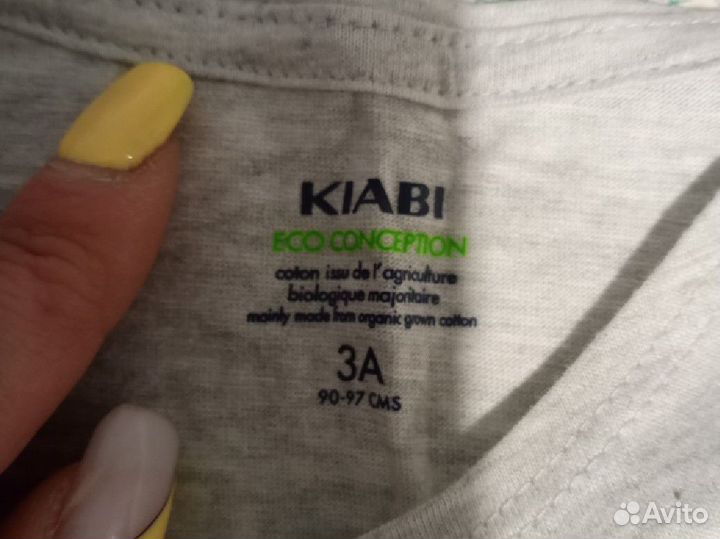 KIABI
ECO CONCEPTION
coton issu de l'agriculture
biologique majoritaire
mainly made from organic grown cotton
3A
90-97 CMS
Avito